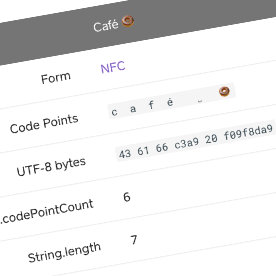 Café 🍩
Form NFC
Code Points c a f é ␣ 🍩
UTF-8 bytes 43 61 66 c3a9 20 f09f8da9
.codePointCount 6
String.length 7